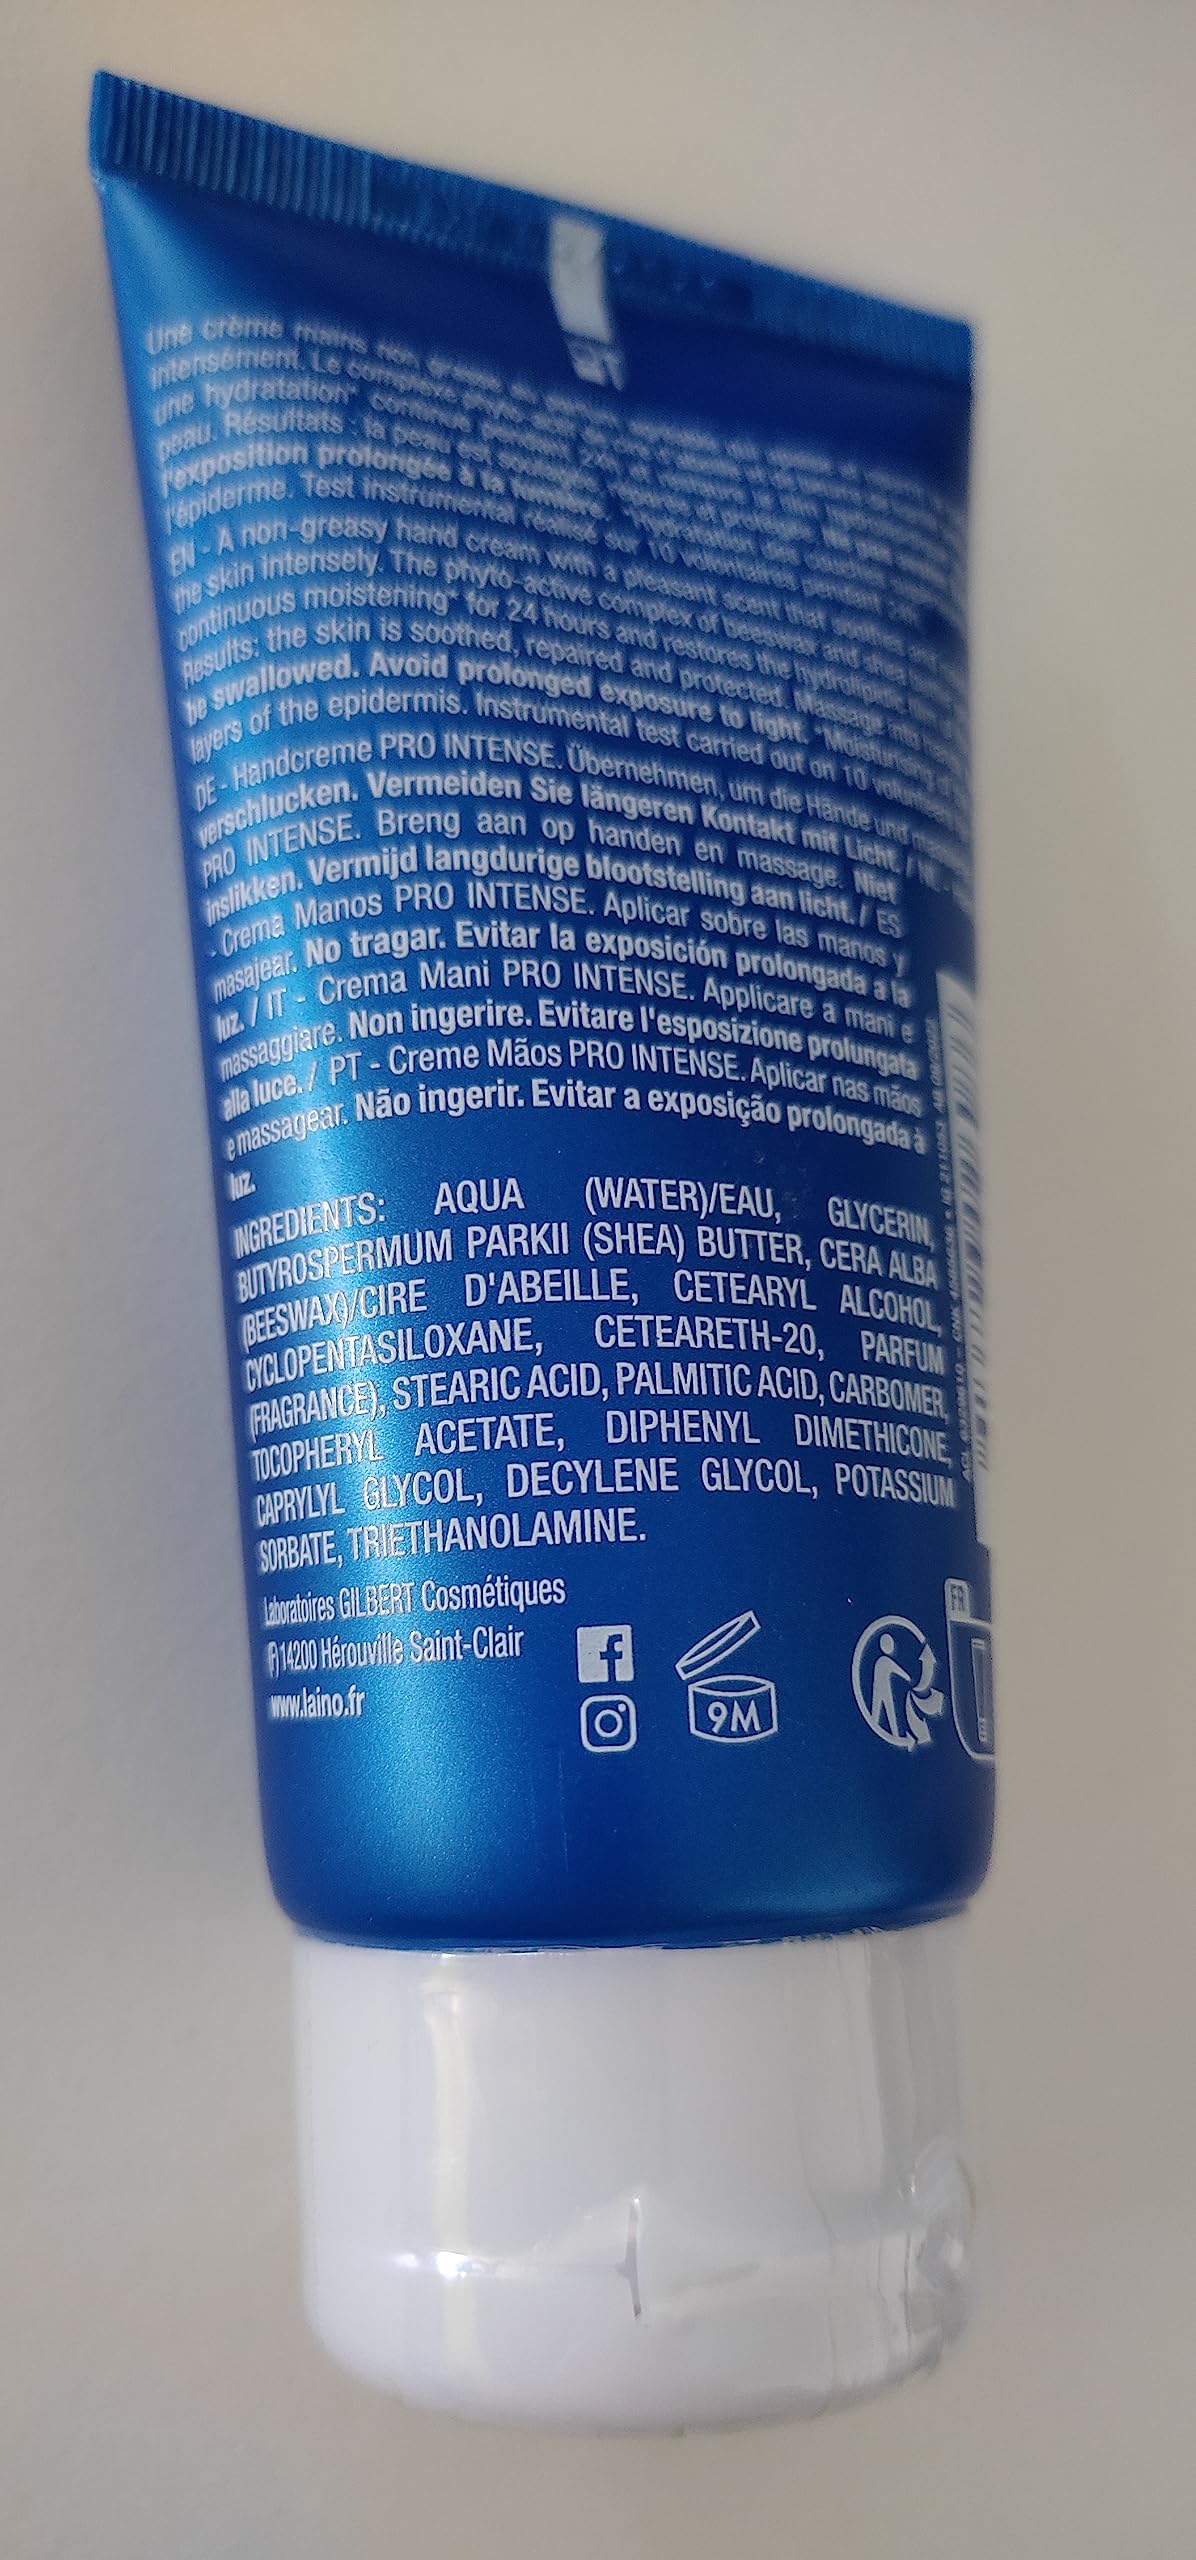 Une crème mains non grasse
intensément. Le complexe phyto-actif
une hydratation* continue pendant 24h et
peau. Résultats : la peau est soulagée,
l'exposition prolongée à la lumière.
l'épiderme. Test instrumental réalisé sur 10 volontaires pendant 24h.
EN - A non-greasy hand cream with a pleasant scent that soothes and
the skin intensely. The phyto-active complex of beeswax and shea
continuous moistening* for 24 hours and restores the hydrolipidic
Results: the skin is soothed, repaired and protected. Massage into
be swallowed. Avoid prolonged exposure to light. *Moisturising of
layers of the epidermis. Instrumental test carried out on 10
DE - Handcreme PRO INTENSE. Übernehmen, um die Hände und
verschlucken. Vermeiden Sie längeren Kontakt mit Licht. / NL -
PRO INTENSE. Breng aan op handen en massage. Niet
inslikken. Vermijd langdurige blootstelling aan licht. / ES
- Crema Manos PRO INTENSE. Aplicar sobre las manos y
masajear. No tragar. Evitar la exposición prolongada a la
luz. / IT - Crema Mani PRO INTENSE. Applicare a mani e
massaggiare. Non ingerire. Evitare l'esposizione prolungata
alla luce. / PT - Creme Mãos PRO INTENSE. Aplicar nas mãos
e massagear. Não ingerir. Evitar a exposição prolongada à
luz.
INGREDIENTS: AQUA (WATER)/EAU, GLYCERIN,
BUTYROSPERMUM PARKII (SHEA) BUTTER, CERA ALBA
(BEESWAX)/CIRE D'ABEILLE, CETEARYL ALCOHOL,
CYCLOPENTASILOXANE, CETEARETH-20, PARFUM
(FRAGRANCE), STEARIC ACID, PALMITIC ACID, CARBOMER,
TOCOPHERYL ACETATE, DIPHENYL DIMETHICONE,
CAPRYLYL GLYCOL, DECYLENE GLYCOL, POTASSIUM
SORBATE, TRIETHANOLAMINE.
Laboratoires GILBERT Cosmétiques
(F) 14200 Hérouville Saint-Clair
www.laino.fr
9M
FR